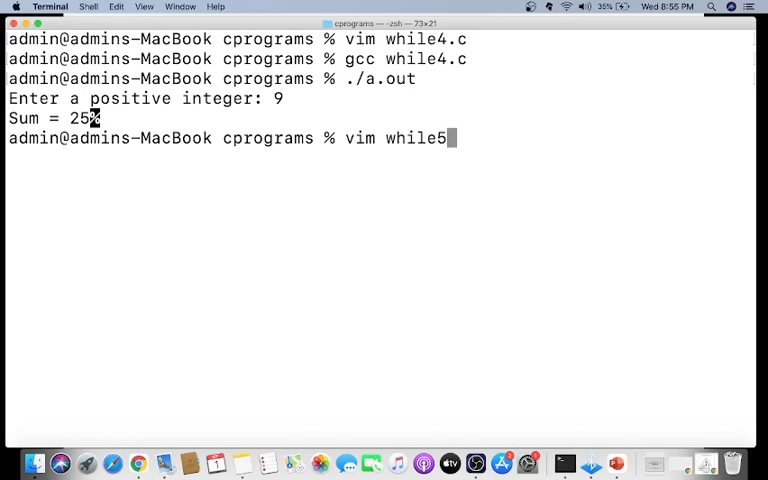 Terminal Shell Edit View Window Help 35% Wed 8:55 PM
cprograms — -zsh — 73×21
admin@admins-MacBook cprograms % vim while4.c
admin@admins-MacBook cprograms % gcc while4.c
admin@admins-MacBook cprograms % ./a.out
Enter a positive integer: 9
Sum = 25%
admin@admins-MacBook cprograms % vim while5